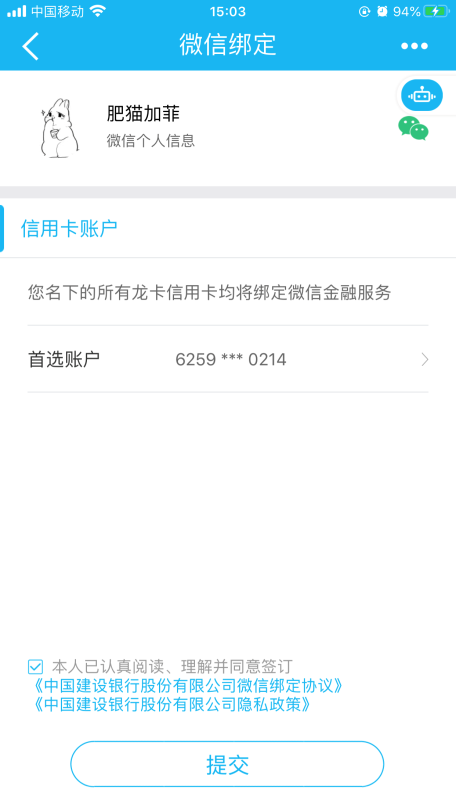 中国移动 15:03 94%
微信绑定
肥猫加菲
微信个人信息
信用卡账户
您名下的所有龙卡信用卡均将绑定微信金融服务
首选账户 6259 *** 0214
本人已认真阅读、理解并同意签订
《中国建设银行股份有限公司微信绑定协议》
《中国建设银行股份有限公司隐私政策》
提交